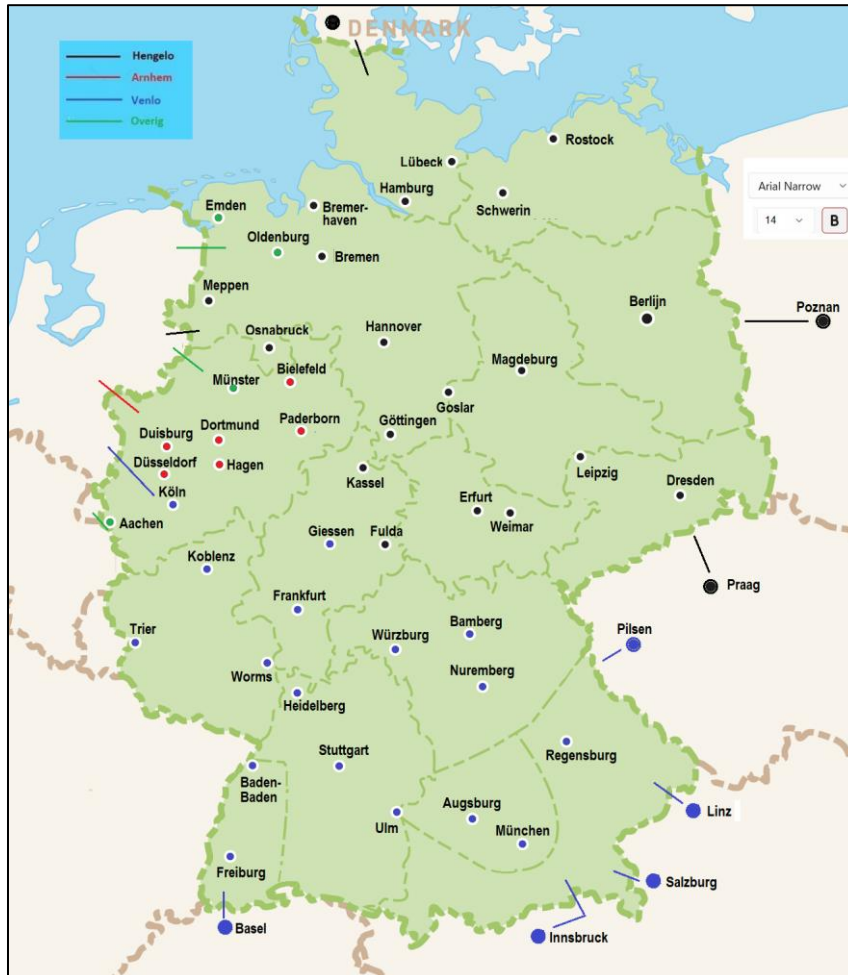 DENMARK
Hengelo
Arnhem
Venlo
Overig
Rostock
Lübeck
Hamburg
Schwerin
Arial Narrow
14
B
Emden
Bremer-
haven
Oldenburg
Bremen
Meppen
Berlijn
Poznan
Osnabruck
Hannover
Magdeburg
Bielefeld
Münster
Goslar
Dortmund
Paderborn
Göttingen
Duisburg
Düsseldorf
Hagen
Kassel
Leipzig
Dresden
Köln
Erfurt
Weimar
Aachen
Giessen
Fulda
Koblenz
Praag
Frankfurt
Trier
Würzburg
Bamberg
Pilsen
Worms
Nuremberg
Heidelberg
Stuttgart
Regensburg
Baden-
Baden
Augsburg
Ulm
München
Linz
Freiburg
Salzburg
Basel
Innsbruck